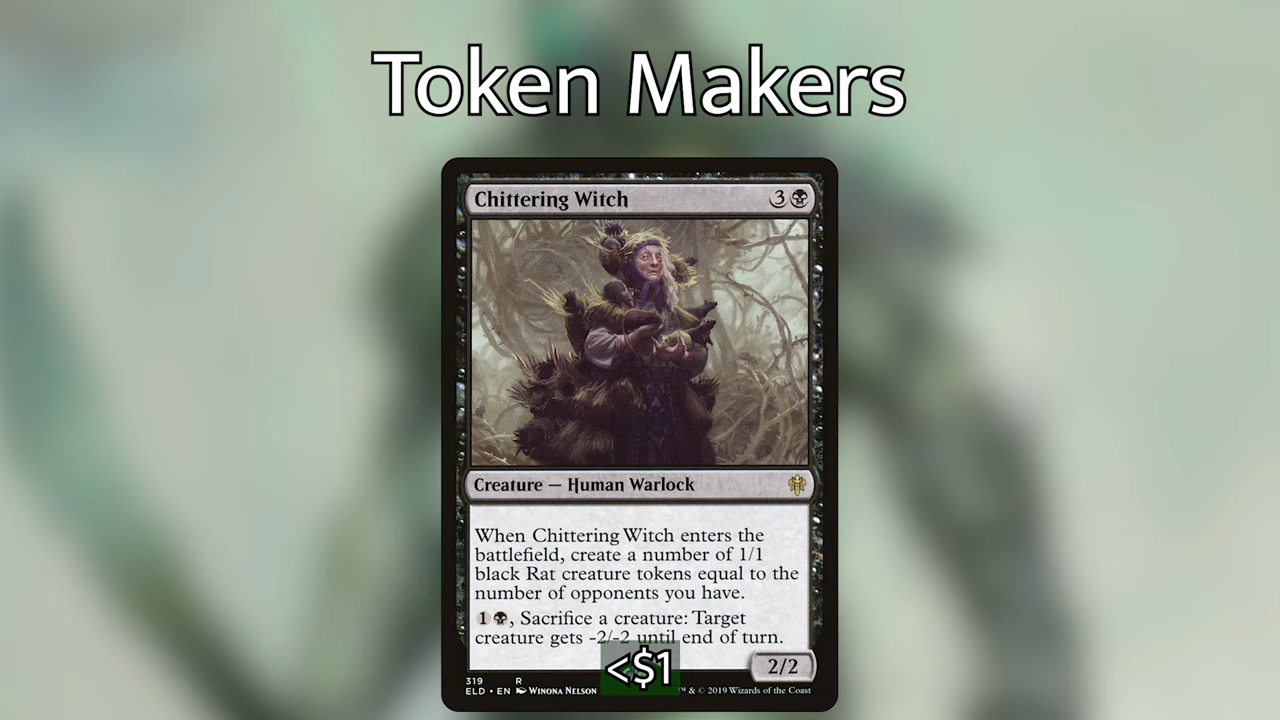 Token Makers
Chittering Witch 3
Creature — Human Warlock
When Chittering Witch enters the
battlefield, create a number of 1/1
black Rat creature tokens equal to the
number of opponents you have.
1 , Sacrifice a creature: Target
creature gets -2/-2 until end of turn.
<$1
2/2
319 R
ELD • EN WINONA NELSON ™ & © 2019 Wizards of the Coast